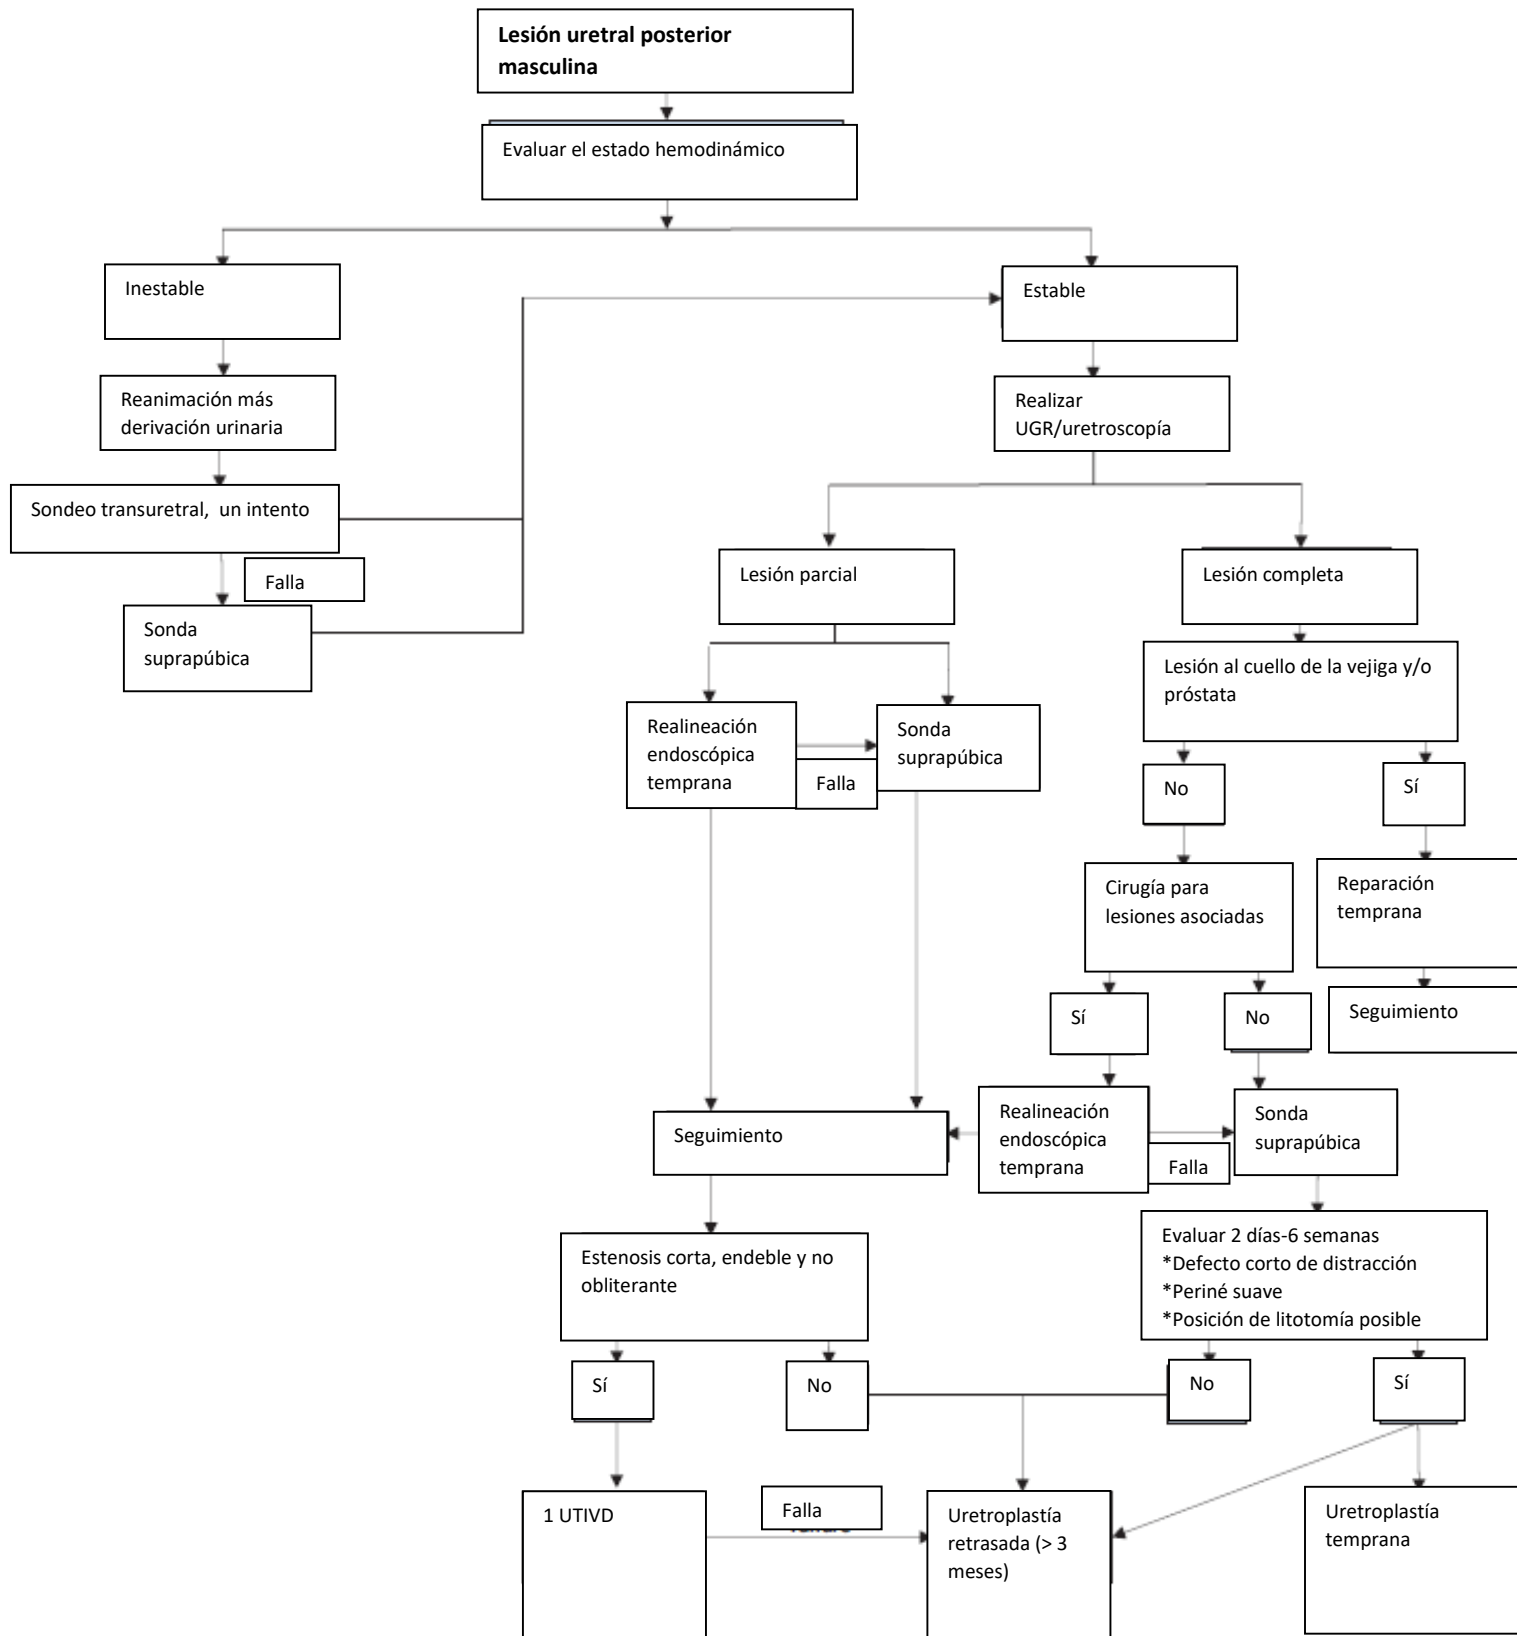 Lesión uretral posterior
masculina
Evaluar el estado hemodinámico
Inestable
Estable
Reanimación más
derivación urinaria
Realizar
UGR/uretroscopía
Sondeo transuretral, un intento
Falla
Sonda
suprapúbica
Lesión parcial
Lesión completa
Lesión al cuello de la vejiga y/o
próstata
Realineación
endoscópica
temprana
Falla
Sonda
suprapúbica
No
Sí
Cirugía para
lesiones asociadas
Reparación
temprana
Sí
No
Seguimiento
Seguimiento
Realineación
endoscópica
temprana
Falla
Sonda
suprapúbica
Estenosis corta, endeble y no
obliterante
Evaluar 2 días-6 semanas
*Defecto corto de distracción
*Periné suave
*Posición de litotomía posible
Sí
No
No
Sí
1 UTIVD
Falla
Uretroplastía
retrasada (> 3
meses)
Uretroplastía
temprana